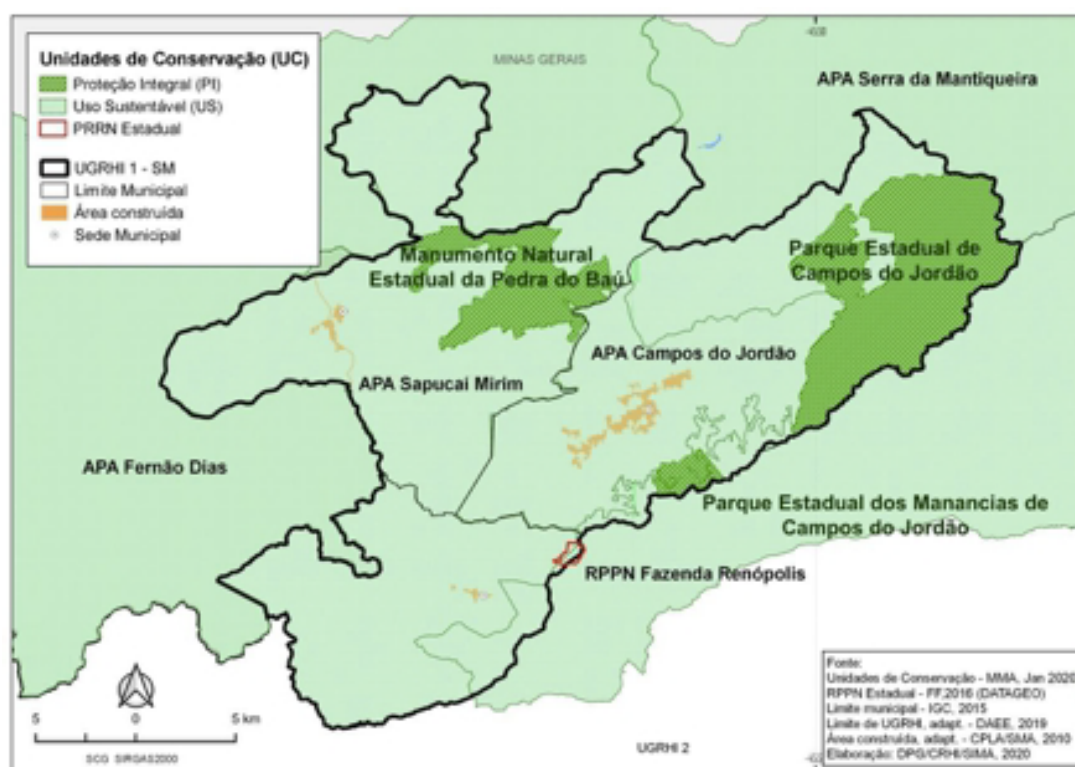 Unidades de Conservação (UC)
Proteção Integral (PI)
Uso Sustentável (US)
PRRN Estadual
UGRHI 1 - SM
Limite Municipal
Área construída
Sede Municipal
MINAS GERAIS
APA Serra da Mantiqueira
Manumento Natural
Estadual da Pedra do Baú
Parque Estadual de
Campos do Jordão
APA Campos do Jordão
APA Sapucaí Mirim
APA Fernão Dias
Parque Estadual dos Manancias de
Campos do Jordão
RPPN Fazenda Renópolis
5 0 5 km
SCG SIRGAS2000
UGRHI 2
Fonte:
Unidades de Conservação - MMA, Jan 2020
RPPN Estadual - FF,2016 (DATAGEO)
Limite municipal - IGC, 2015
Limite de UGRHI, adapt. - DAEE, 2019
Área construída, adapt. - CPLA/SMA, 2010
Elaboração: DPG/CRHI/SIMA, 2020